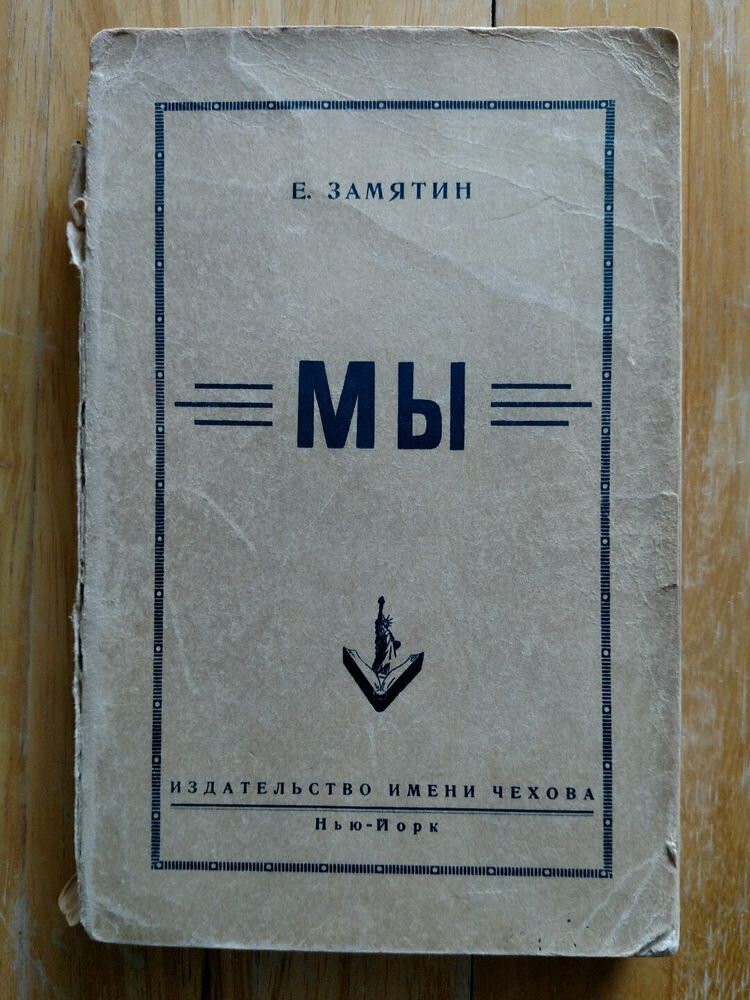 Е. ЗАМЯТИН
МЫ
ИЗДАТЕЛЬСТВО ИМЕНИ ЧЕХОВА
Нью-Йорк